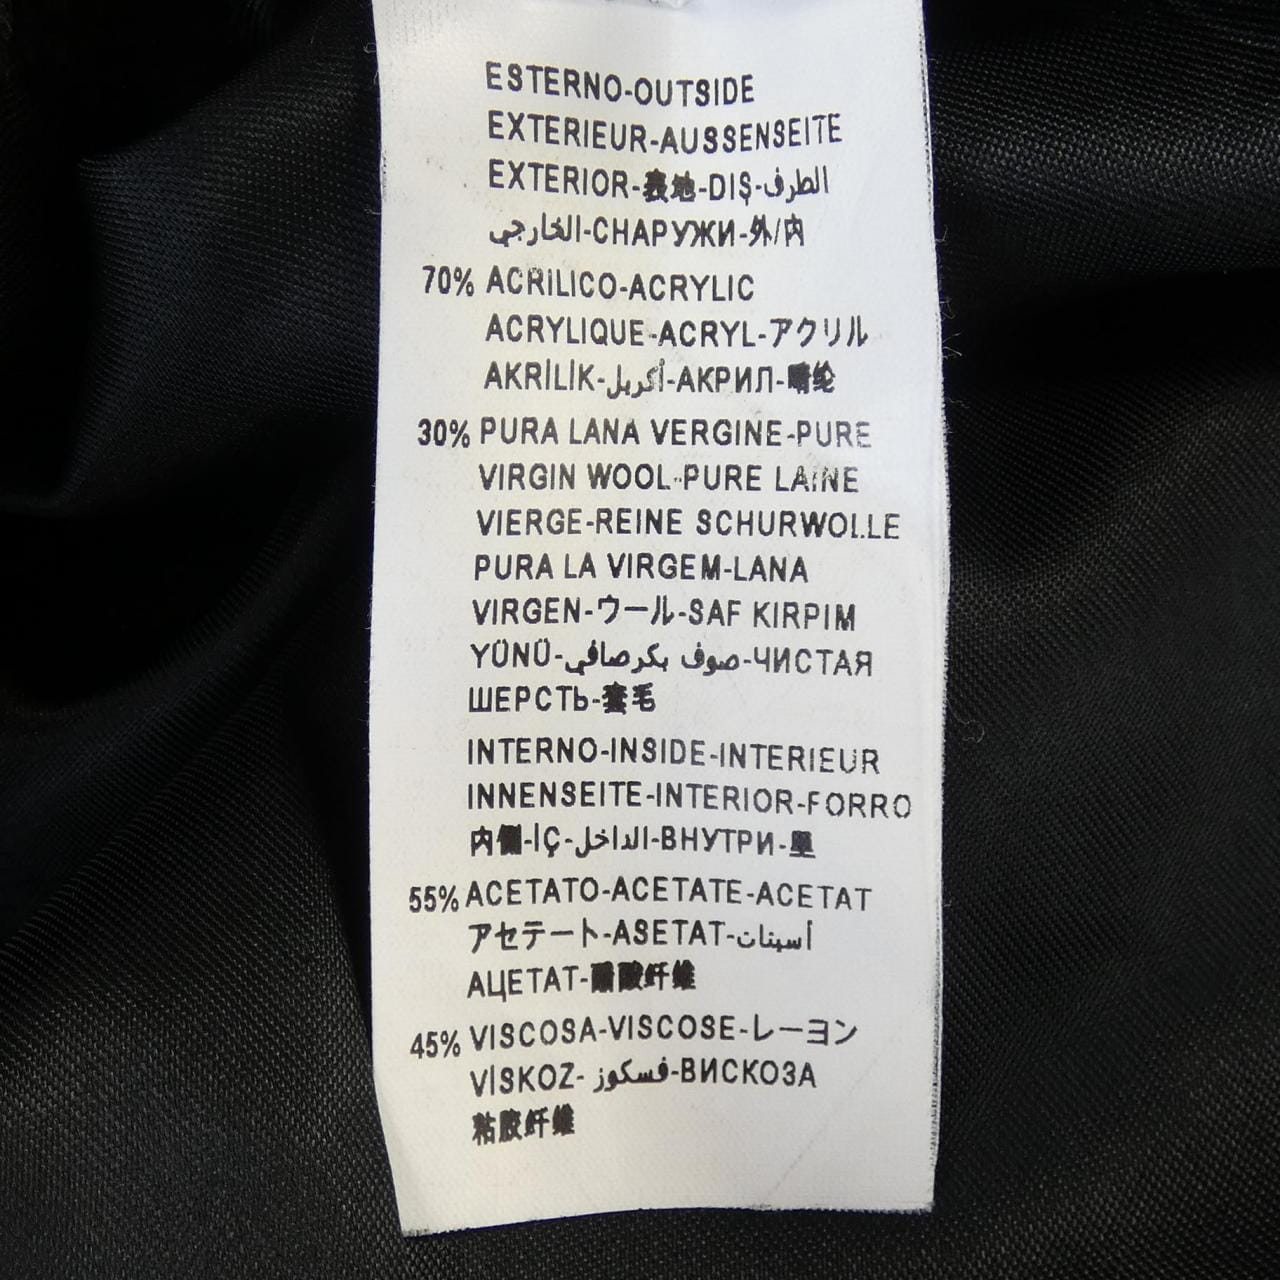 ESTERNO-OUTSIDE
EXTERIEUR-AUSSENSEITE
EXTERIOR-表地-DIŞ-الطرف
الخارجي-СНАРУЖИ-外/内
70% ACRILICO-ACRYLIC
ACRYLIQUE-ACRYL-アクリル
AKRİLİK-أكريل-АКРИЛ-腈纶
30% PURA LANA VERGINE-PURE
VIRGIN WOOL-PURE LAINE
VIERGE-REINE SCHURWOLLE
PURA LA VIRGEM-LANA
VIRGEN-ウール-SAF KIRPIM
YÜNÜ-صوف بكرصافي-ЧИСТАЯ
ШЕРСТЬ-毛
INTERNO-INSIDE-INTERIEUR
INNENSEITE-INTERIOR-FORRO
内側-İÇ-الداخل-ВНУТРИ-里
55% ACETATO-ACETATE-ACETAT
アセテート-ASETAT-أسيتات
АЦЕТАТ-醋酸纤维
45% VISCOSA-VISCOSE-レーヨン
VİSKOZ-فسكوز-ВИСКОЗА
粘胶纤维